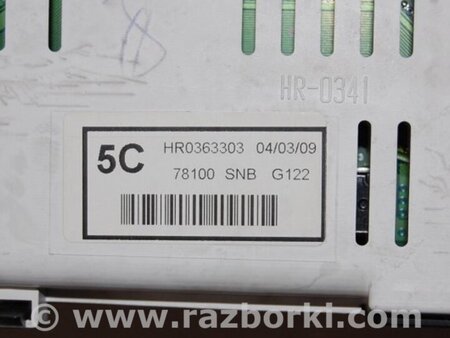 HR-0341
5C HR0363303 04/03/09
78100 SNB G122
© www.razborki.com